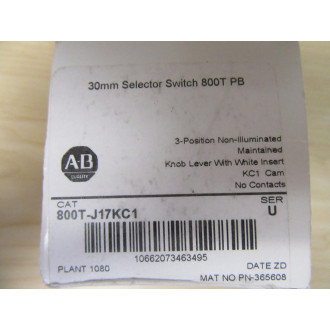 30mm Selector Switch 800T PB
3-Position Non-Illuminated
Maintained
Knob Lever With White Insert
KC1 Cam
No Contacts
A-B
QUALITY
CAT
800T-J17KC1
SER
U
10662073463495
PLANT 1080
DATE ZD
MAT NO PN-365608